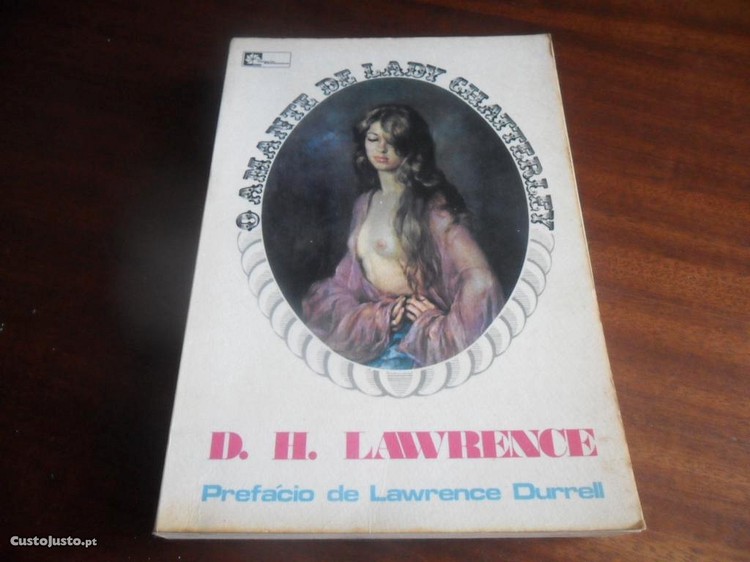 O AMANTE DE LADY CHATTERLEY
D. H. LAWRENCE
Prefácio de Lawrence Durrell
CustoJusto.pt